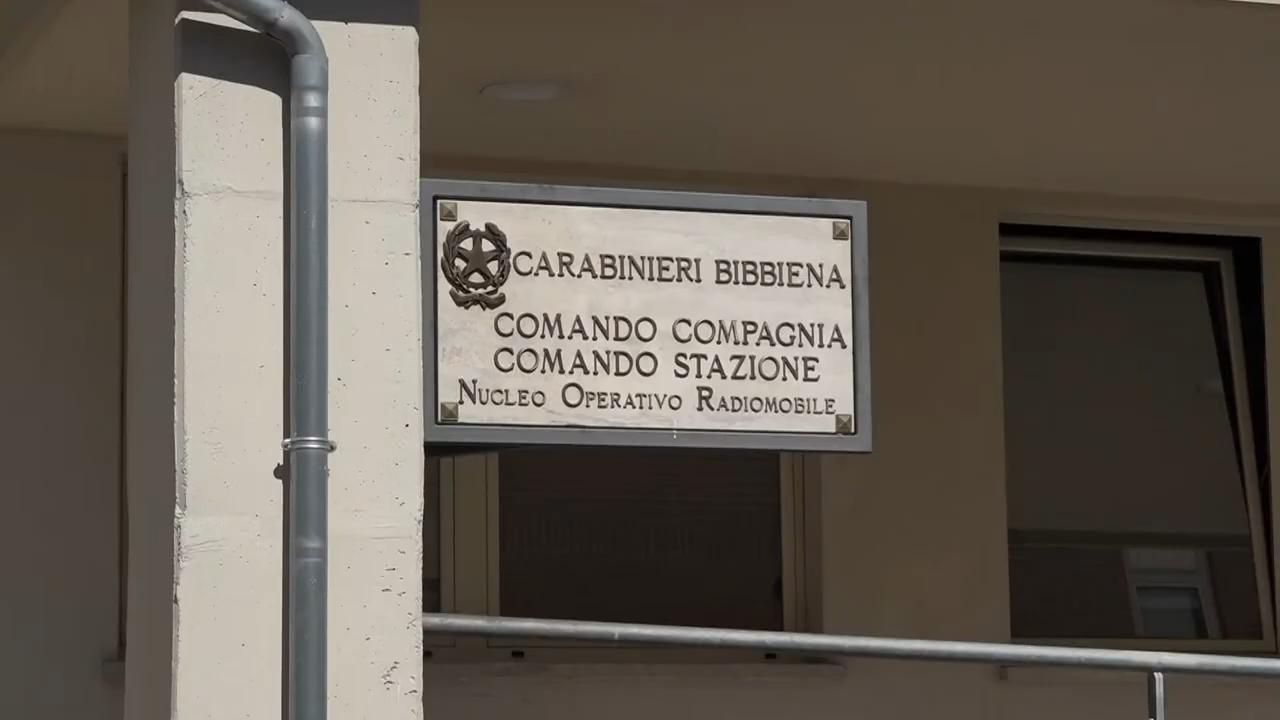 CARABINIERI BIBBIENA
COMANDO COMPAGNIA
COMANDO STAZIONE
NUCLEO OPERATIVO RADIOMOBILE